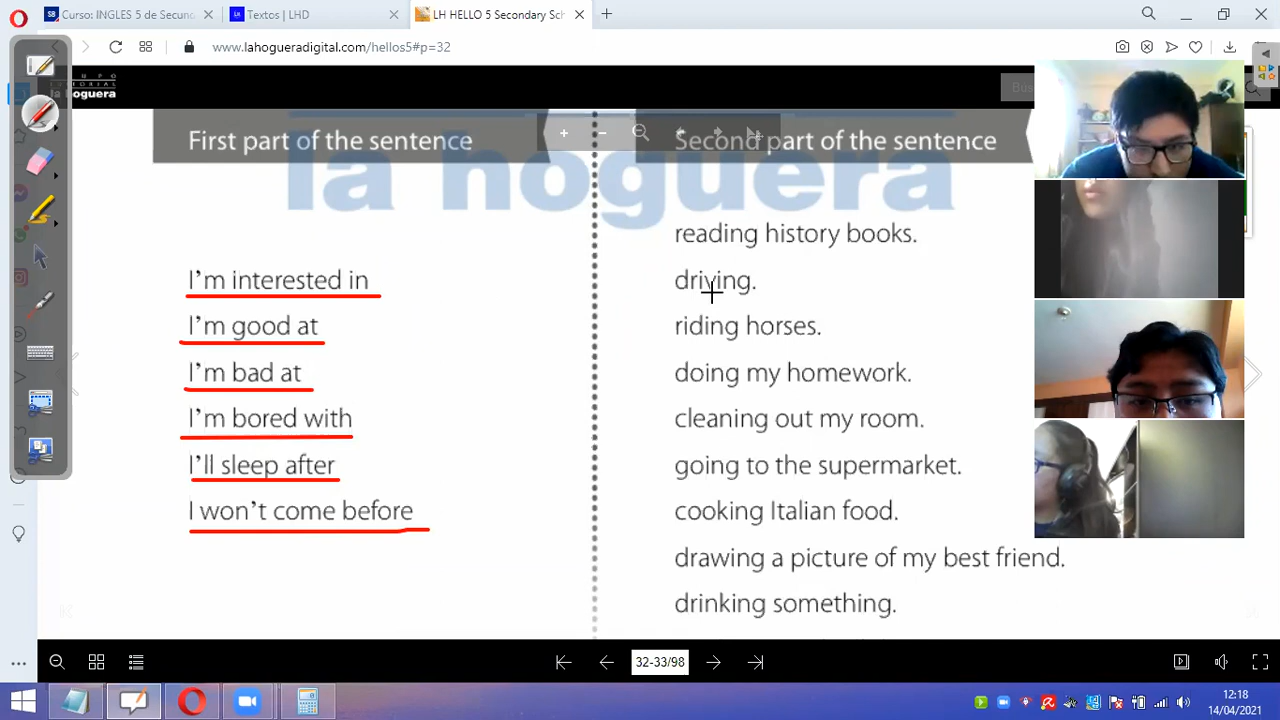 Curso: INGLES 5 de Secund
Textos | LHD
LH HELLO 5 Secondary Sch
www.lahogueradigital.com/hellos5#p=32
la hoguera
First part of the sentence
Second part of the sentence
la hoguera
reading history books.
I'm interested in
driving.
I'm good at
riding horses.
I'm bad at
doing my homework.
I'm bored with
cleaning out my room.
I'll sleep after
going to the supermarket.
I won't come before
cooking Italian food.
drawing a picture of my best friend.
drinking something.
32-33/98
12:18
14/04/2021